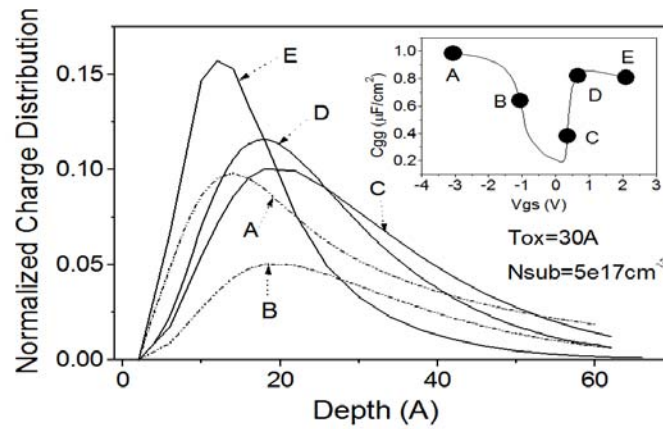 Normalized Charge Distribution
0.15
0.10
0.05
0.00
0
20
40
60
Depth (A)
E
D
C
A
B
Cgg (µF/cm²)
1.0
0.8
0.6
0.4
0.2
-4
-3
-2
-1
0
1
2
3
Vgs (V)
A
B
C
D
E
Tox=30A
Nsub=5e17cm⁻³